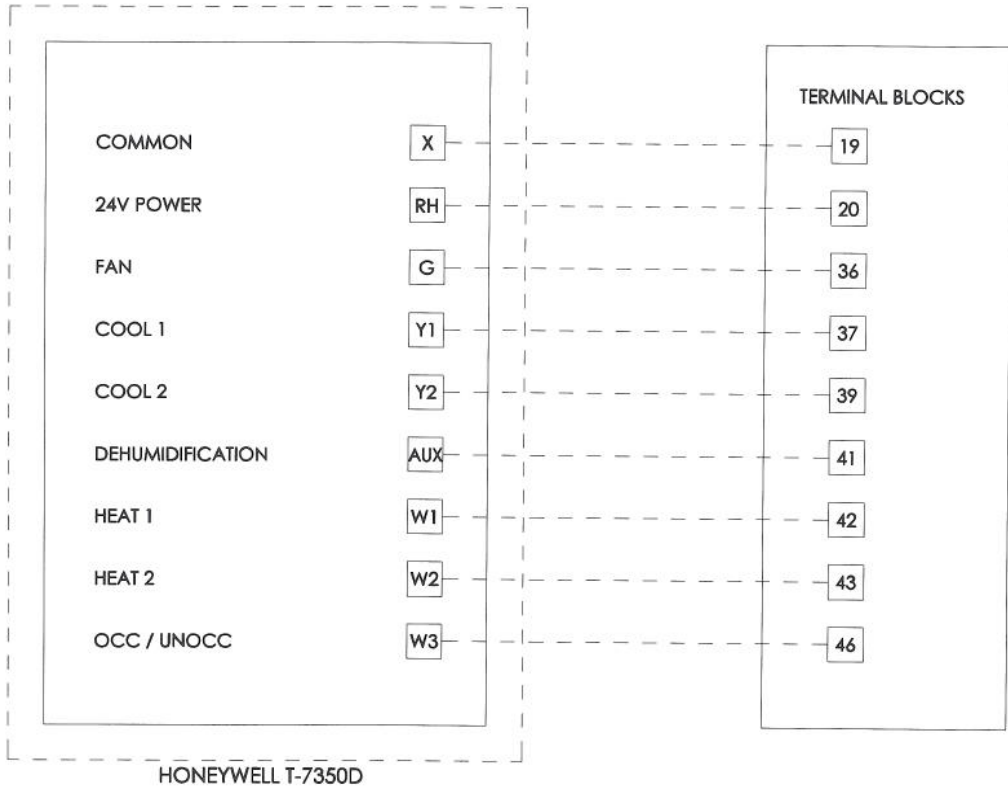 TERMINAL BLOCKS
COMMON X 19
24V POWER RH 20
FAN G 36
COOL 1 Y1 37
COOL 2 Y2 39
DEHUMIDIFICATION AUX 41
HEAT 1 W1 42
HEAT 2 W2 43
OCC / UNOCC W3 46
HONEYWELL T-7350D